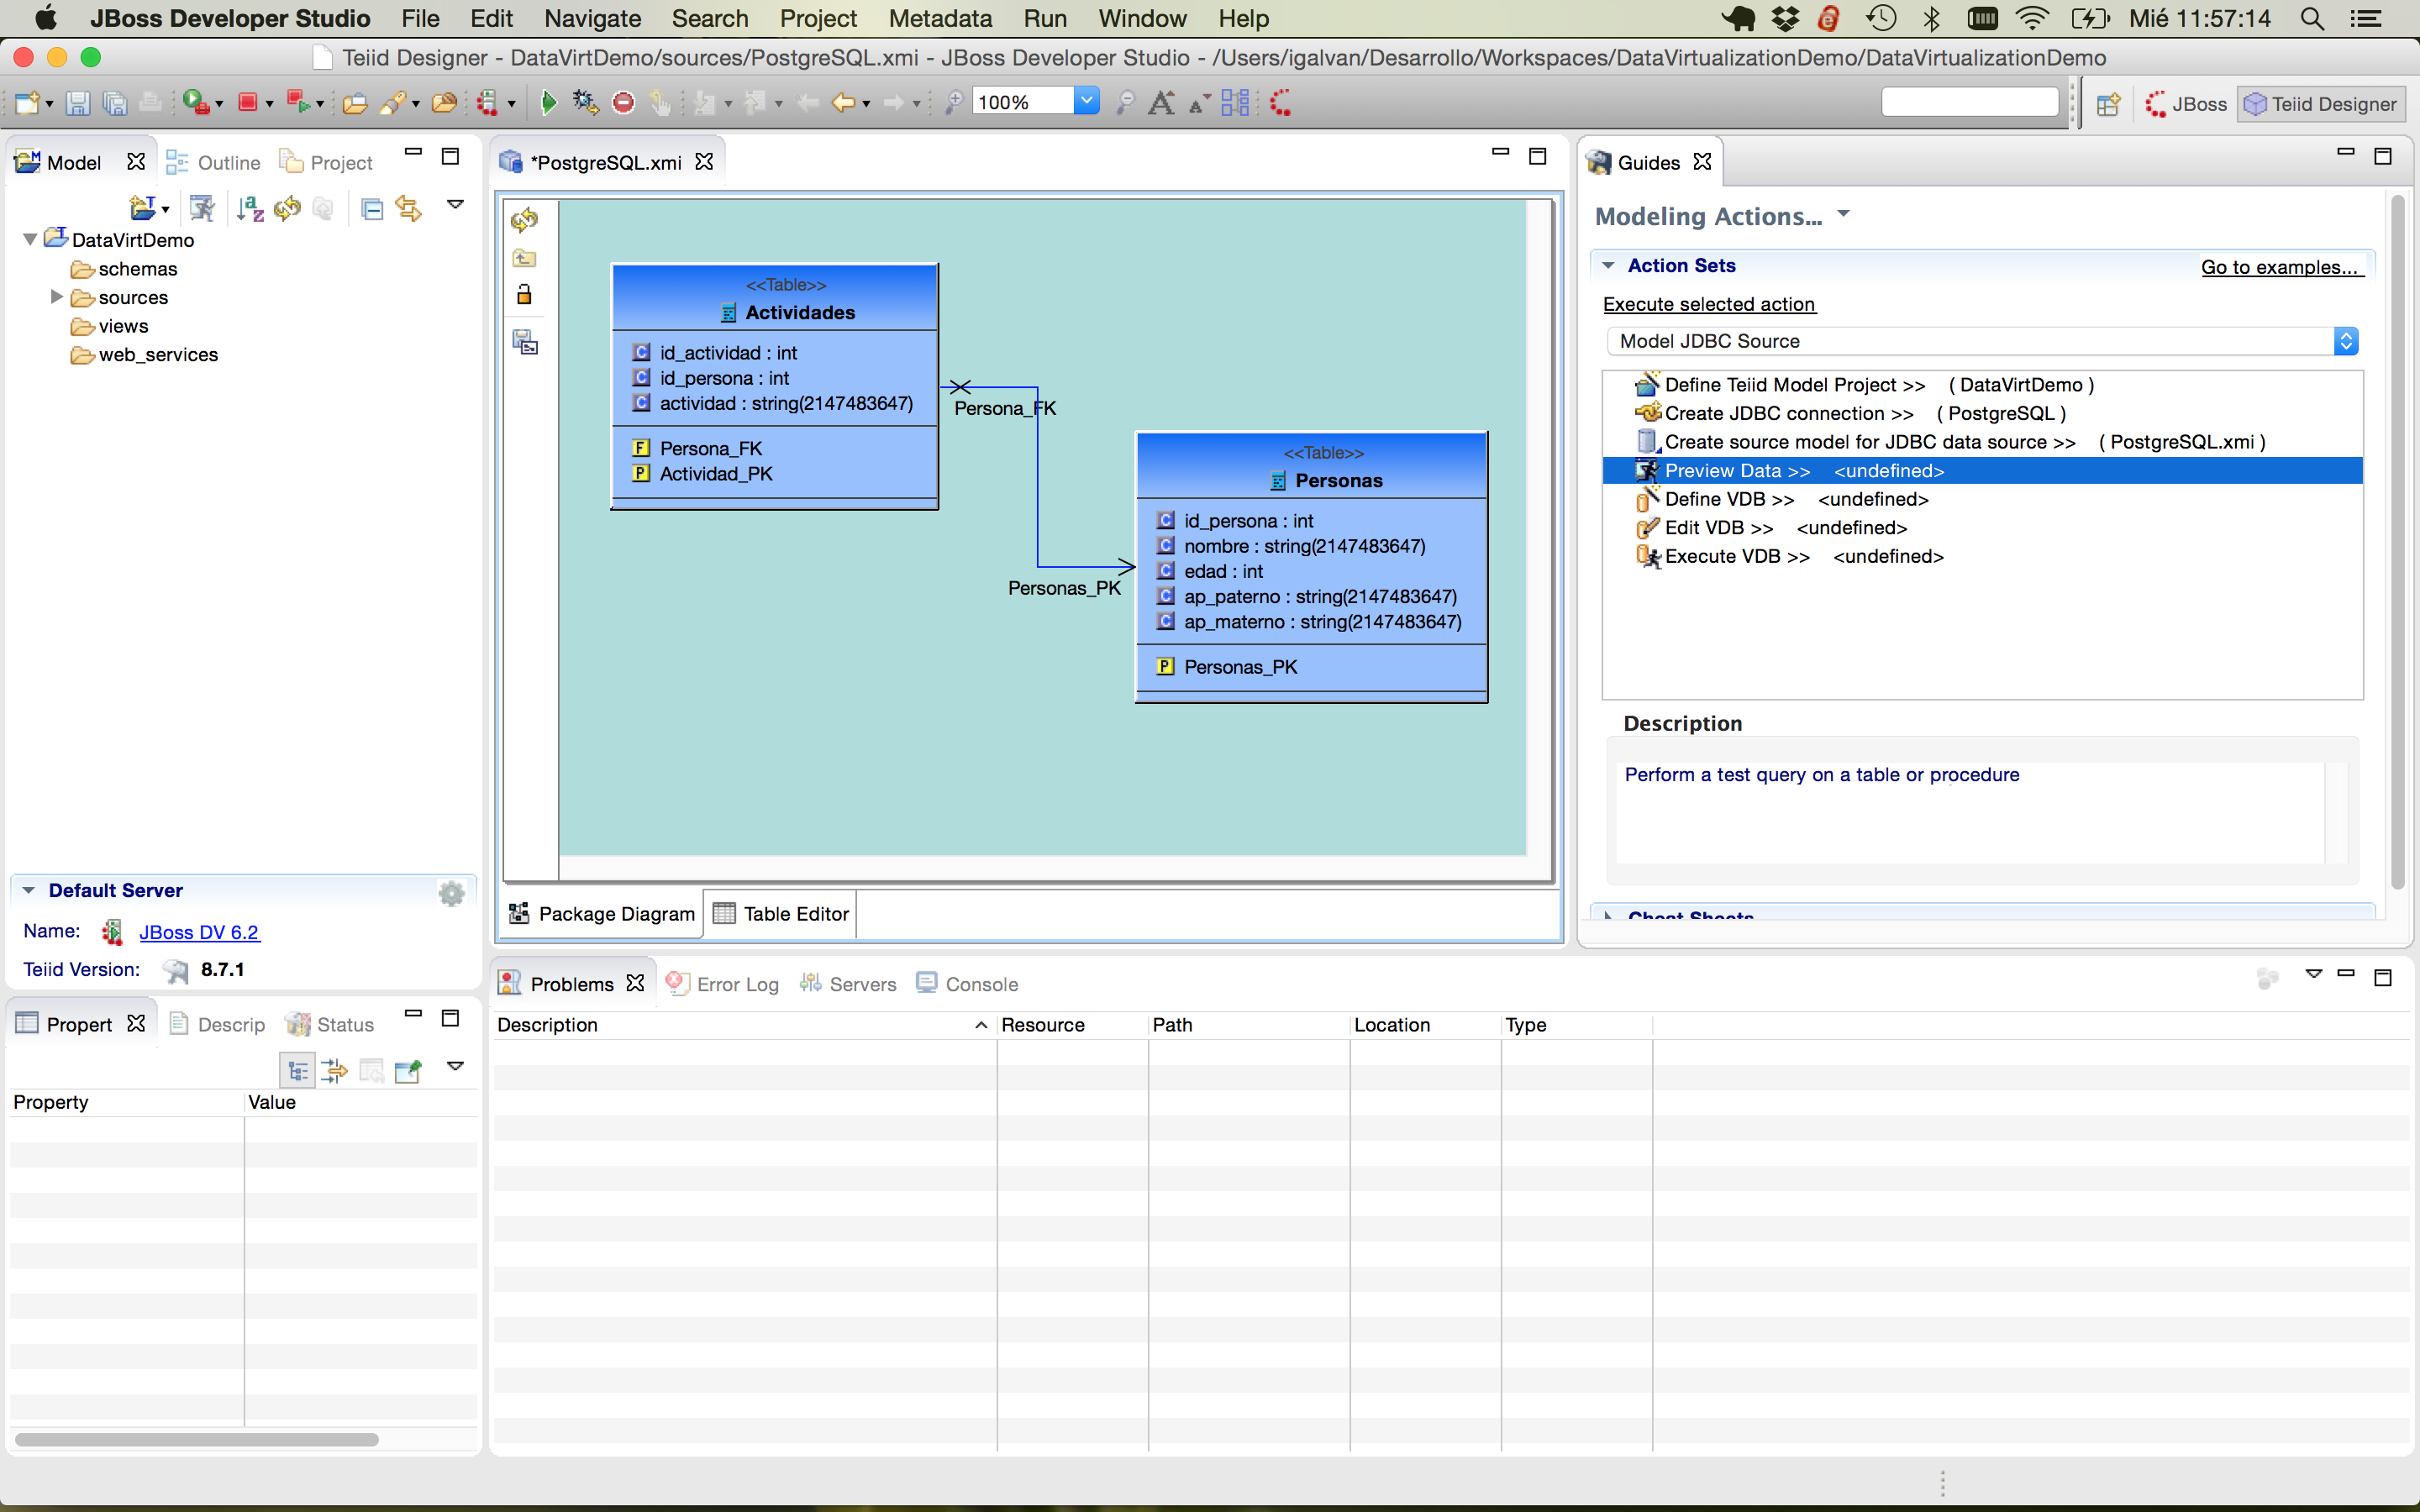 JBoss Developer Studio File Edit Navigate Search Project Metadata Run Window Help Mié 11:57:14
Teiid Designer - DataVirtDemo/sources/PostgreSQL.xmi - JBoss Developer Studio - /Users/igalvan/Desarrollo/Workspaces/DataVirtualizationDemo/DataVirtualizationDemo
100% JBoss Teiid Designer
Model Outline Project
DataVirtDemo
schemas
sources
views
web_services
Default Server
Name: JBoss DV 6.2
Teiid Version: 8.7.1
Propert Descrip Status
Property Value
*PostgreSQL.xmi
<<Table>>
Actividades
id_actividad : int
id_persona : int
actividad : string(2147483647)
Persona_FK
Actividad_PK
Persona_FK
Personas_PK
<<Table>>
Personas
id_persona : int
nombre : string(2147483647)
edad : int
ap_paterno : string(2147483647)
ap_materno : string(2147483647)
Personas_PK
Package Diagram Table Editor
Guides
Modeling Actions...
Action Sets Go to examples...
Execute selected action
Model JDBC Source
Define Teiid Model Project >> ( DataVirtDemo )
Create JDBC connection >> ( PostgreSQL )
Create source model for JDBC data source >> ( PostgreSQL.xmi )
Preview Data >> <undefined>
Define VDB >> <undefined>
Edit VDB >> <undefined>
Execute VDB >> <undefined>
Description
Perform a test query on a table or procedure
Cheat Sheets
Problems Error Log Servers Console
Description Resource Path Location Type